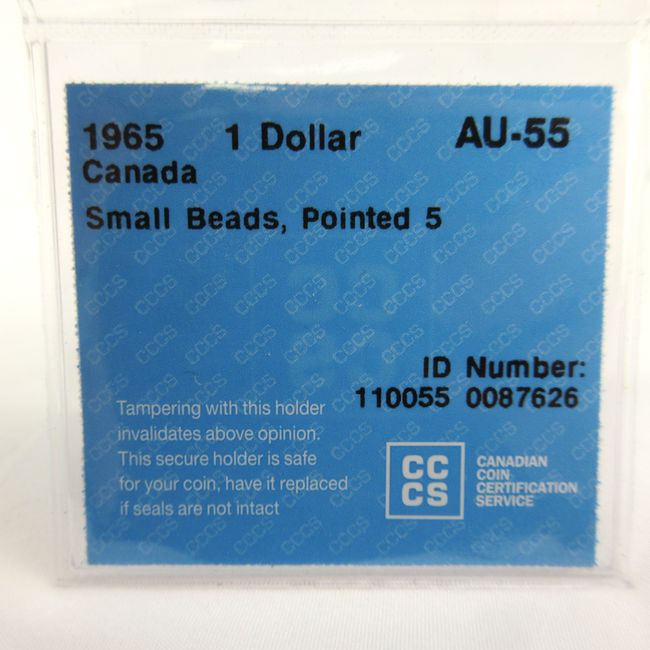 1965 1 Dollar AU-55
Canada
Small Beads, Pointed 5
ID Number:
110055 0087626
Tampering with this holder
invalidates above opinion.
This secure holder is safe
for your coin, have it replaced
if seals are not intact
CC
CS
CANADIAN
COIN
CERTIFICATION
SERVICE